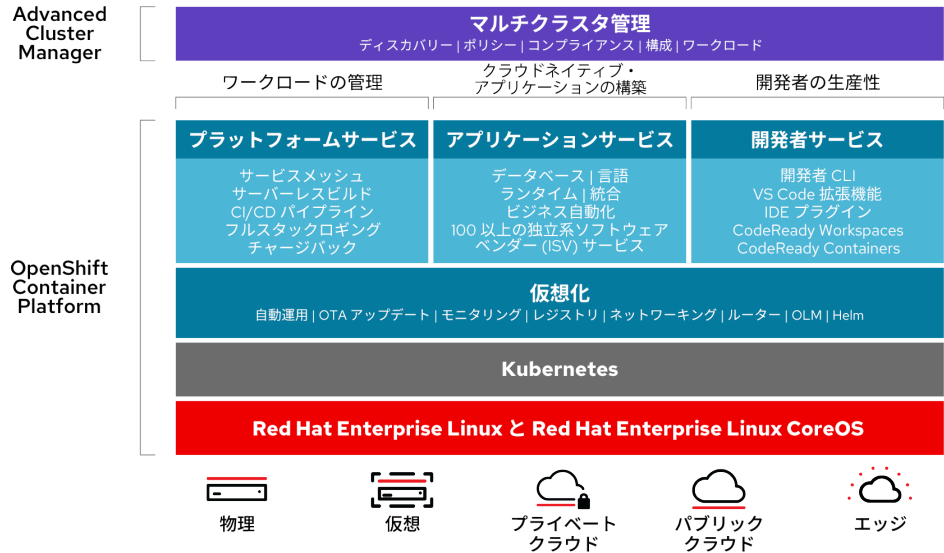 Advanced
Cluster
Manager
マルチクラスタ管理
ディスカバリー | ポリシー | コンプライアンス | 構成 | ワークロード
ワークロードの管理
クラウドネイティブ・
アプリケーションの構築
開発者の生産性
OpenShift
Container
Platform
プラットフォームサービス
サービスメッシュ
サーバーレスビルド
CI/CD パイプライン
フルスタックロギング
チャージバック
アプリケーションサービス
データベース | 言語
ランタイム | 統合
ビジネス自動化
100 以上の独立系ソフトウェア
ベンダー (ISV) サービス
開発者サービス
開発者 CLI
VS Code 拡張機能
IDE プラグイン
CodeReady Workspaces
CodeReady Containers
仮想化
自動運用 | OTA アップデート | モニタリング | レジストリ | ネットワーキング | ルーター | OLM | Helm
Kubernetes
Red Hat Enterprise Linux と Red Hat Enterprise Linux CoreOS
物理
仮想
プライベート
クラウド
パブリック
クラウド
エッジ